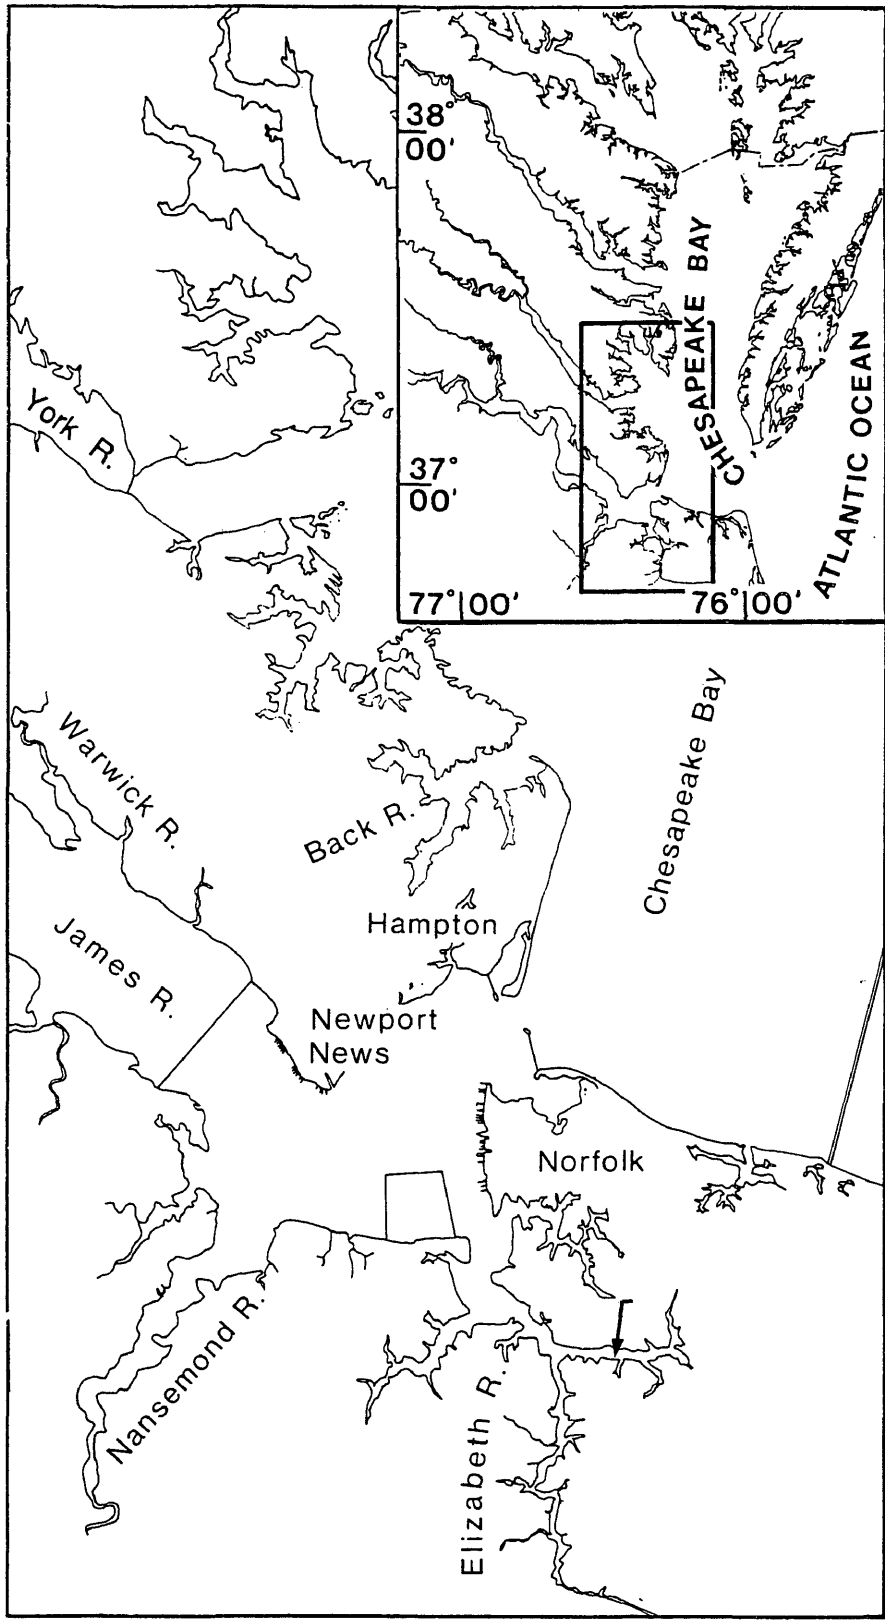 38°
00'
CHESAPEAKE BAY
ATLANTIC OCEAN
37°
00'
77° 00'
76° 00'
York R.
Warwick R.
Chesapeake Bay
Back R.
Hampton
James R.
Newport
News
Norfolk
Nansemond R.
Elizabeth R.